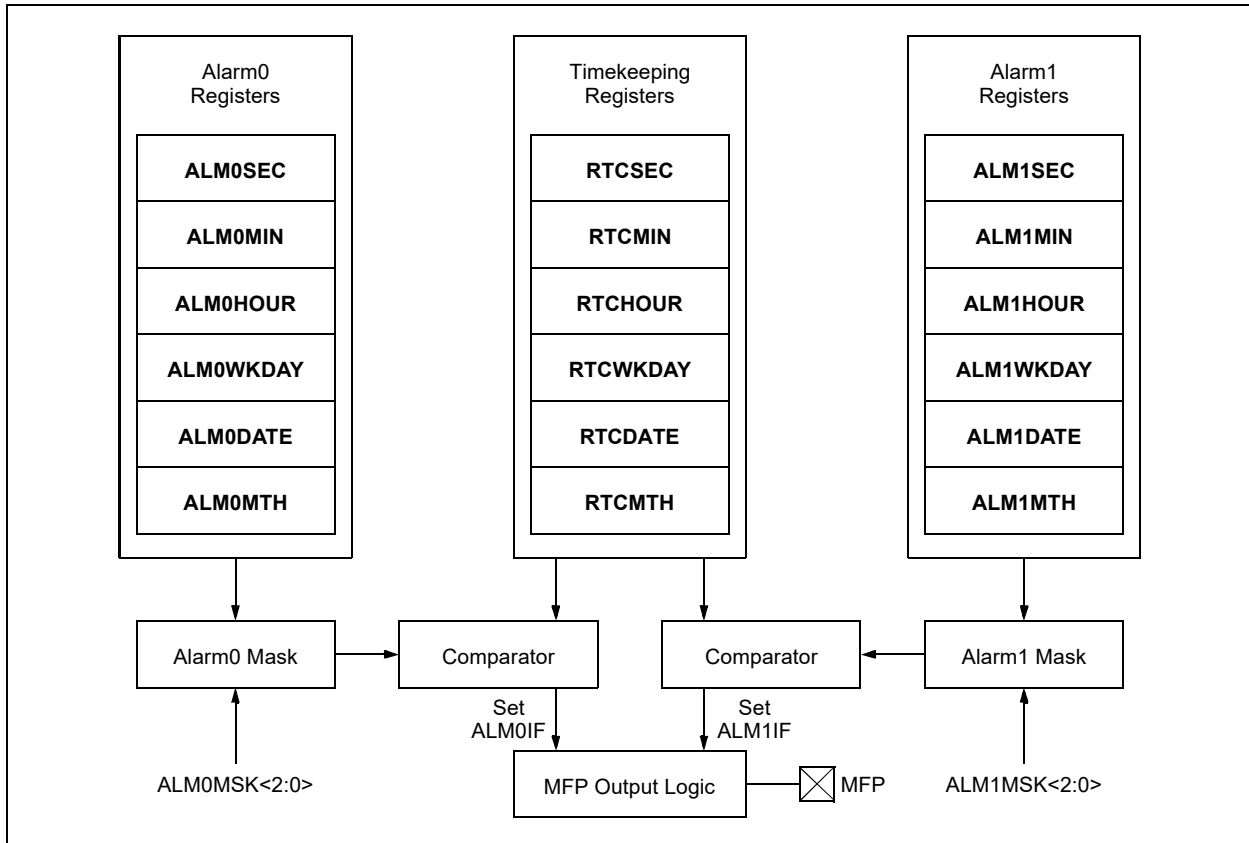 Alarm0
Registers
ALM0SEC
ALM0MIN
ALM0HOUR
ALM0WKDAY
ALM0DATE
ALM0MTH
Timekeeping
Registers
RTCSEC
RTCMIN
RTCHOUR
RTCWKDAY
RTCDATE
RTCMTH
Alarm1
Registers
ALM1SEC
ALM1MIN
ALM1HOUR
ALM1WKDAY
ALM1DATE
ALM1MTH
Alarm0 Mask
Comparator
Comparator
Alarm1 Mask
Set
ALM0IF
Set
ALM1IF
ALM0MSK<2:0>
MFP Output Logic
MFP
ALM1MSK<2:0>